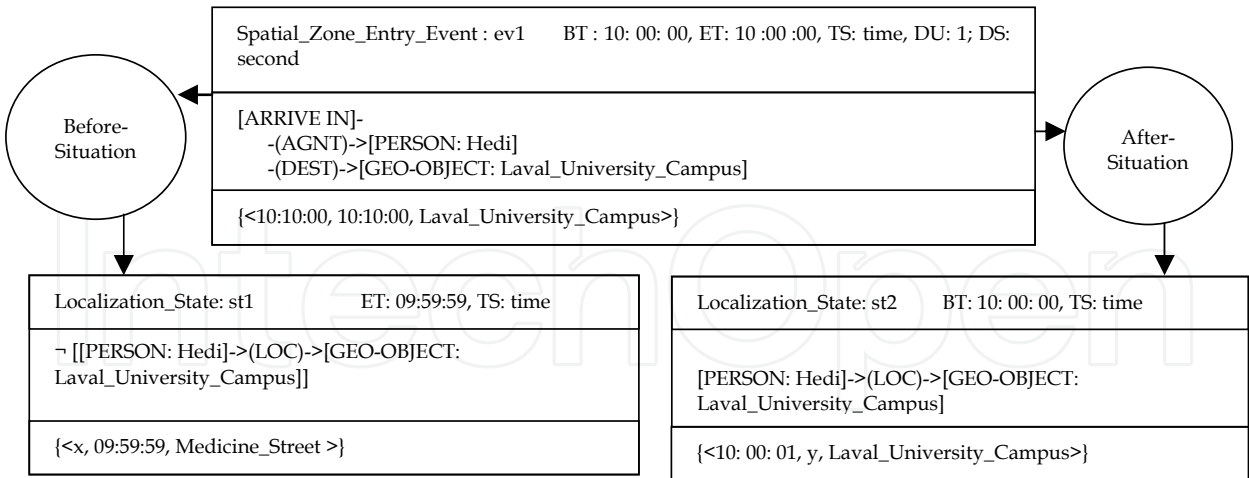 Spatial_Zone_Entry_Event : ev1 BT : 10: 00: 00, ET: 10 :00 :00, TS: time, DU: 1; DS:
second
[ARRIVE IN]-
-(AGNT)->[PERSON: Hedi]
-(DEST)->[GEO-OBJECT: Laval_University_Campus]
{<10:10:00, 10:10:00, Laval_University_Campus>}
Before-
Situation
After-
Situation
Localization_State: st1 ET: 09:59:59, TS: time
¬ [[PERSON: Hedi]->(LOC)->[GEO-OBJECT:
Laval_University_Campus]]
{<x, 09:59:59, Medicine_Street >}
Localization_State: st2 BT: 10: 00: 00, TS: time
[PERSON: Hedi]->(LOC)->[GEO-OBJECT:
Laval_University_Campus]
{<10: 00: 01, y, Laval_University_Campus>}
IntechOpen